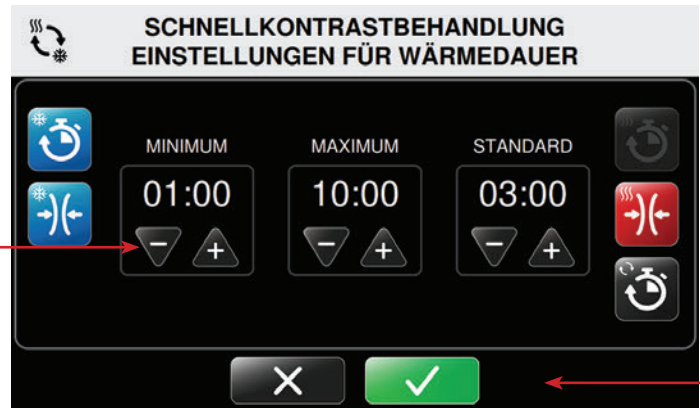 SCHNELLKONTRASTBEHANDLUNG
EINSTELLUNGEN FÜR WÄRMEDAUER
MINIMUM MAXIMUM STANDARD
01:00 10:00 03:00